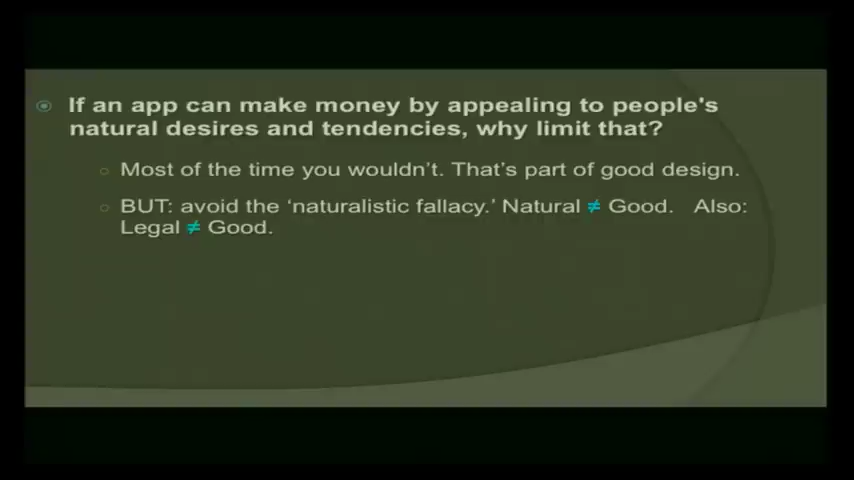 If an app can make money by appealing to people's
natural desires and tendencies, why limit that?
Most of the time you wouldn't. That's part of good design.
BUT: avoid the 'naturalistic fallacy.' Natural ≠ Good. Also:
Legal ≠ Good.